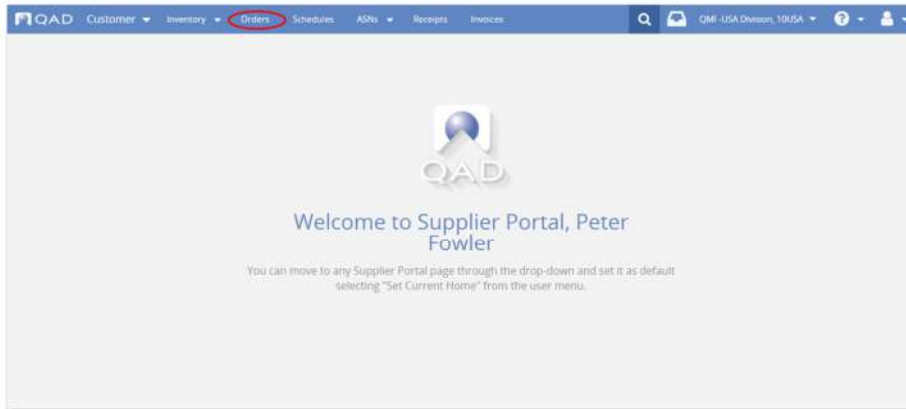 QAD Customer Inventory Orders Schedules ASNs Receipts Invoices QMI -USA Division, 10USA ?
QAD
Welcome to Supplier Portal, Peter
Fowler
You can move to any Supplier Portal page through the drop-down and set it as default
selecting "Set Current Home" from the user menu.